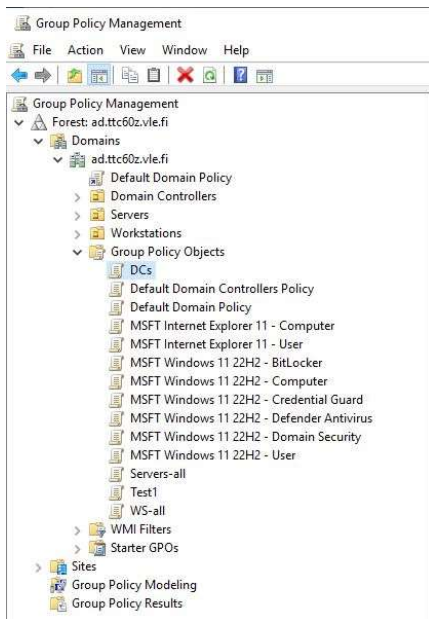 Group Policy Management
File Action View Window Help
Group Policy Management
Forest: ad.ttc60z.vle.fi
Domains
ad.ttc60z.vle.fi
Default Domain Policy
Domain Controllers
Servers
Workstations
Group Policy Objects
DCs
Default Domain Controllers Policy
Default Domain Policy
MSFT Internet Explorer 11 - Computer
MSFT Internet Explorer 11 - User
MSFT Windows 11 22H2 - BitLocker
MSFT Windows 11 22H2 - Computer
MSFT Windows 11 22H2 - Credential Guard
MSFT Windows 11 22H2 - Defender Antivirus
MSFT Windows 11 22H2 - Domain Security
MSFT Windows 11 22H2 - User
Servers-all
Test1
WS-all
WMI Filters
Starter GPOs
Sites
Group Policy Modeling
Group Policy Results